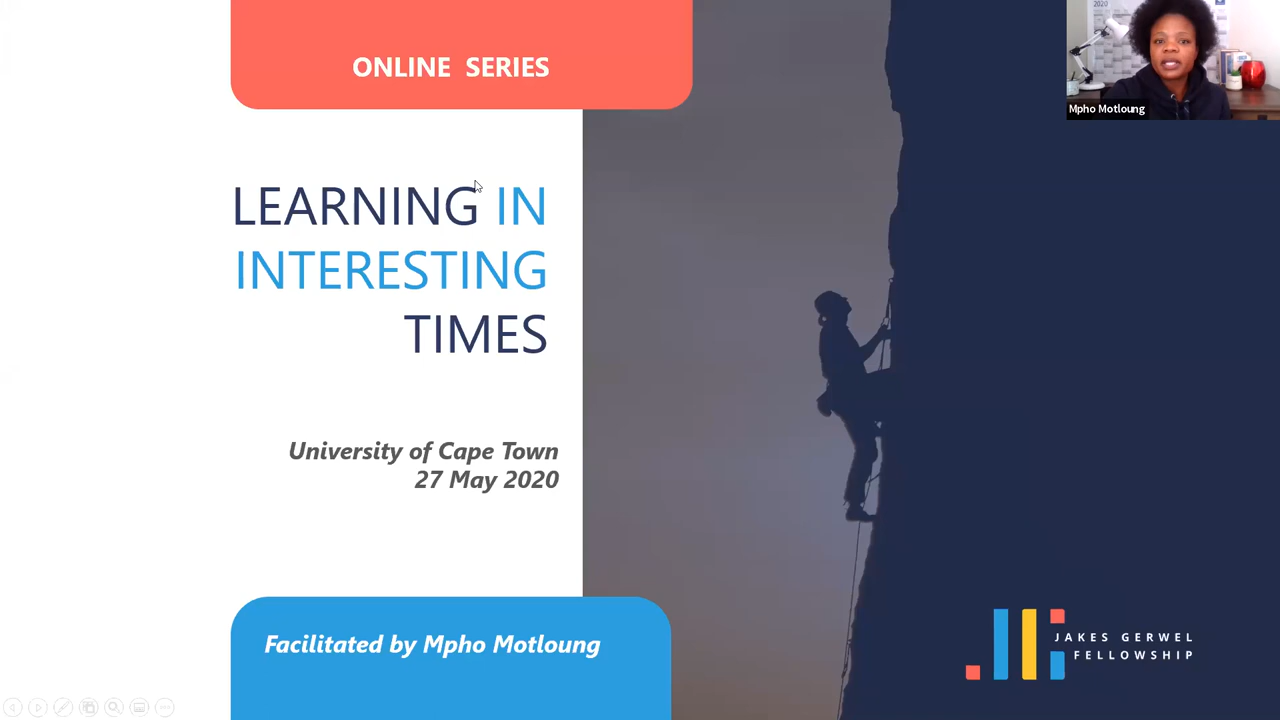 ONLINE SERIES
LEARNING IN
INTERESTING
TIMES
University of Cape Town
27 May 2020
Facilitated by Mpho Motloung
2020
Mpho Motloung
JAKES GERWEL
FELLOWSHIP